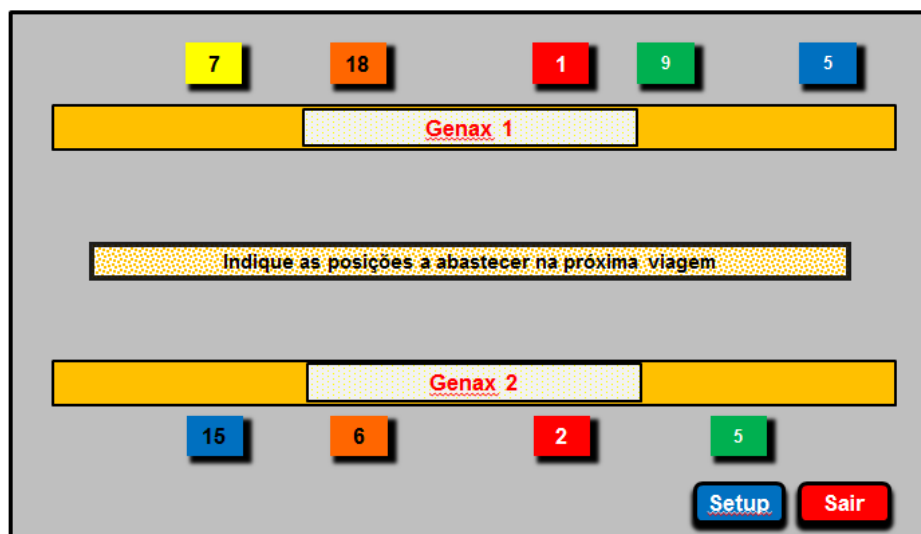 7 18 1 9 5
Genax 1
Indique as posições a abastecer na próxima viagem
Genax 2
15 6 2 5
Setup Sair